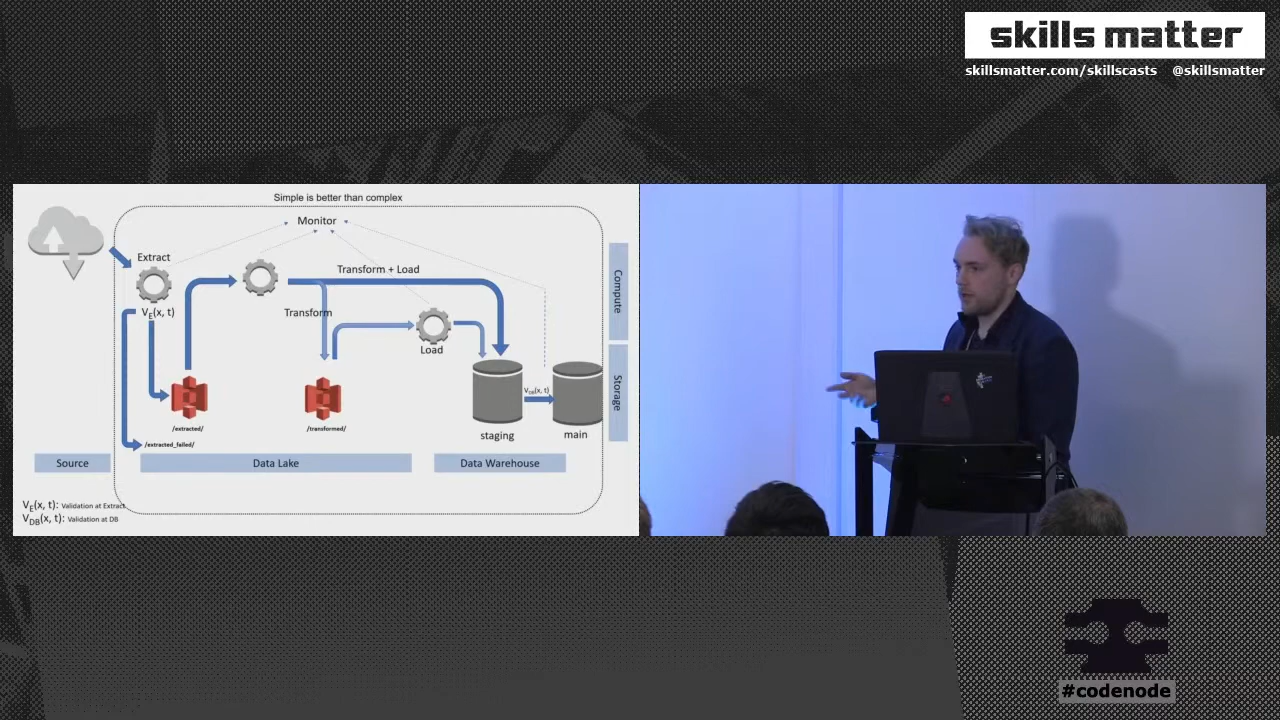 skills matter
skillsmatter.com/skillscasts @skillsmatter
Simple is better than complex
Monitor
Extract
Transform + Load
V_E(x, t)
Transform
Load
Compute
Storage
V_DB(x, t)
/extracted/
/transformed/
/extracted_failed/
staging
main
Source
Data Lake
Data Warehouse
V_E(x, t): Validation at Extract
V_DB(x, t): Validation at DB
#codenode